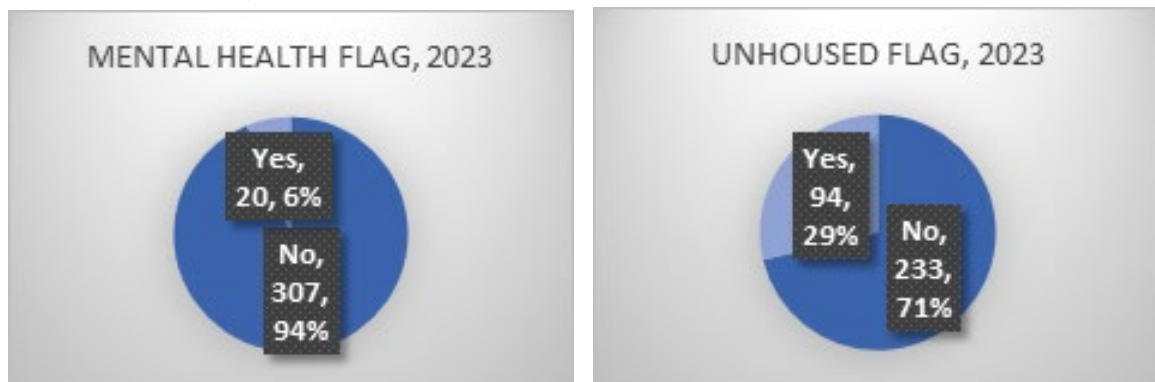 MENTAL HEALTH FLAG, 2023
Yes,
20, 6%
No,
307,
94%
UNHOUSED FLAG, 2023
Yes,
94,
29%
No,
233,
71%